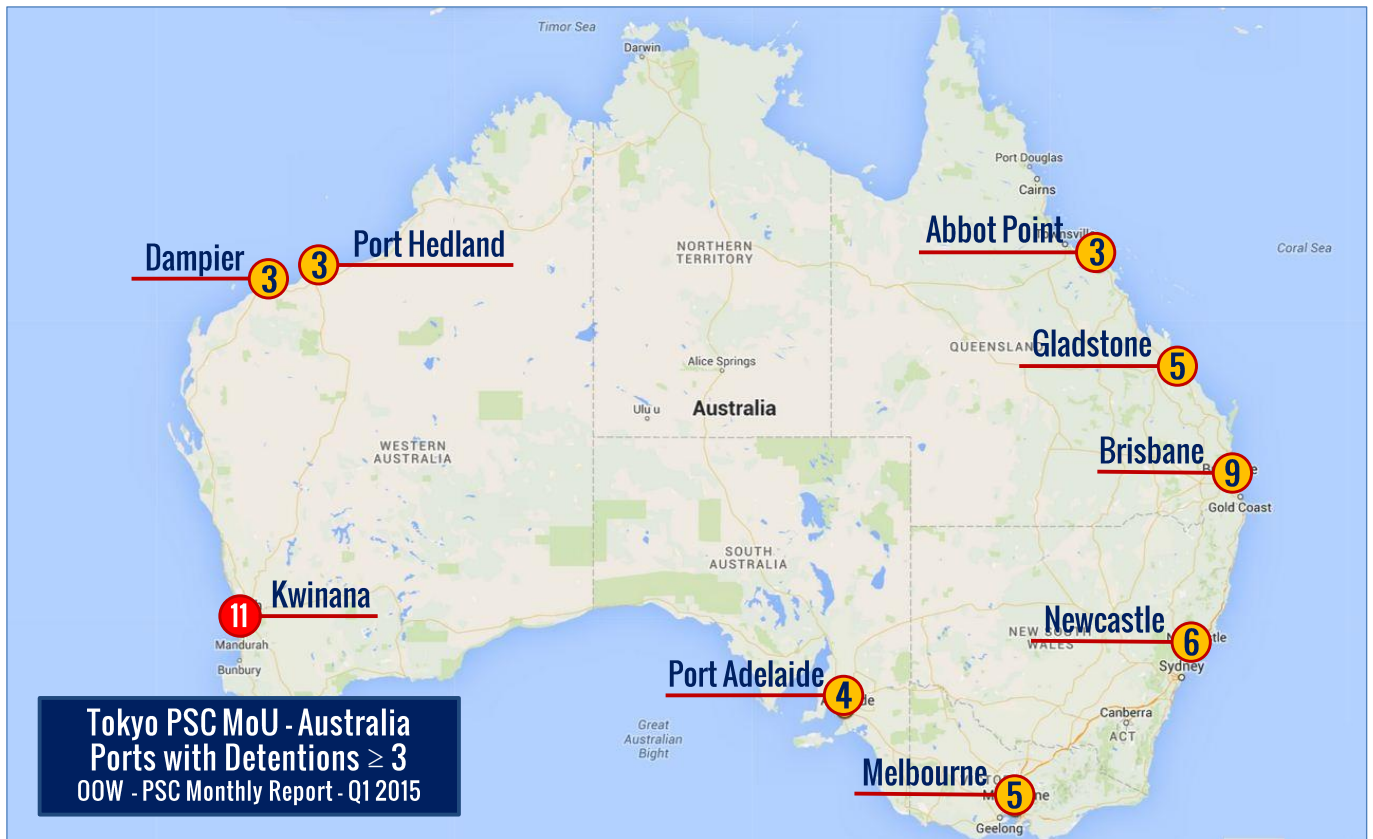 Timor Sea
Darwin
Port Douglas
Cairns
Abbot Point
3
Coral Sea
Dampier
3
3
Port Hedland
NORTHERN
TERRITORY
Gladstone
5
QUEENSLAND
Alice Springs
Uluru
Australia
WESTERN
AUSTRALIA
Brisbane
9
Gold Coast
SOUTH
AUSTRALIA
11
Kwinana
Mandurah
Bunbury
Newcastle
6
NEW SOUTH
WALES
Sydney
Port Adelaide
4
Great
Australian
Bight
Canberra
ACT
Melbourne
5
Geelong
Tokyo PSC MoU - Australia
Ports with Detentions ≥ 3
OOW - PSC Monthly Report - Q1 2015